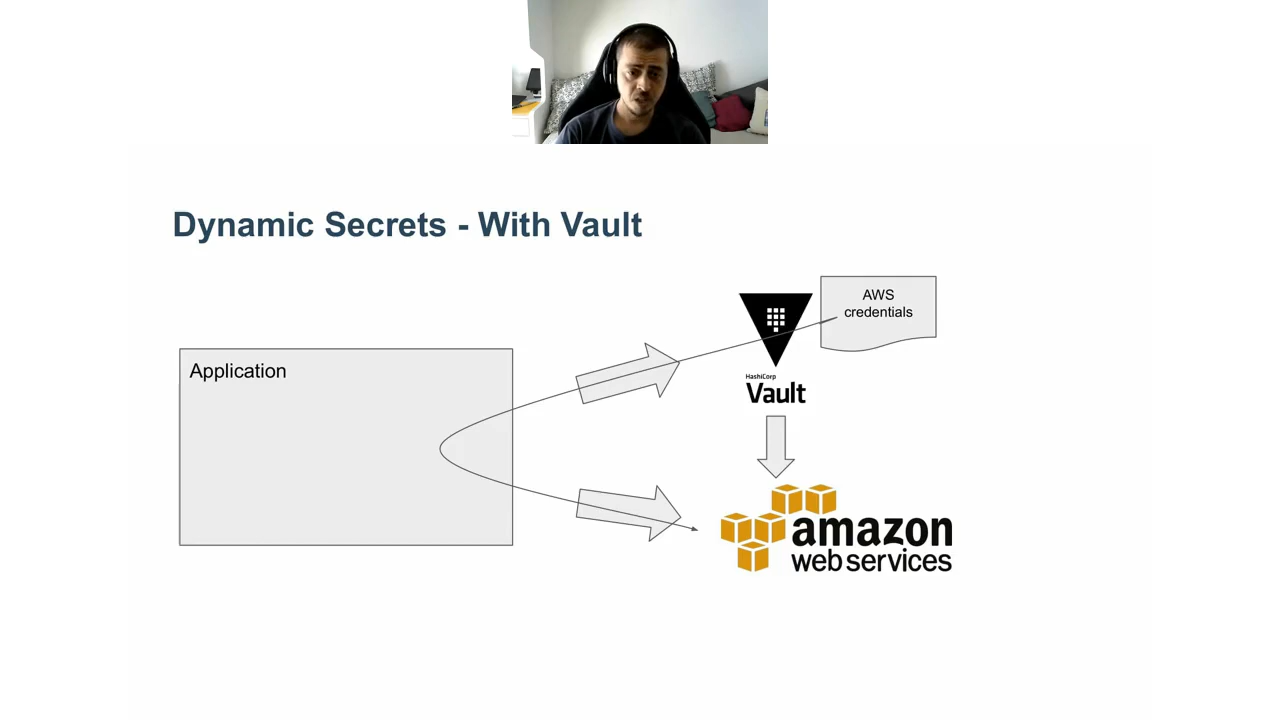 Dynamic Secrets - With Vault
AWS
credentials
Application
HashiCorp
Vault
amazon
web services